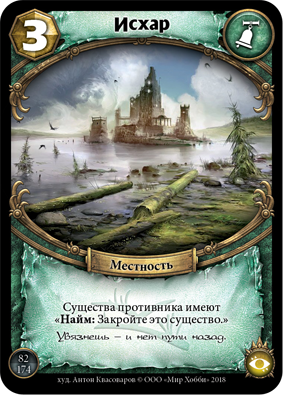 3
Исхар
Местность
Существа противника имеют
«Найм: Закройте это существо.»
Увязнешь — и нет пути назад.
82
174
худ. Антон Квасоваров © ООО «Мир Хобби» 2018